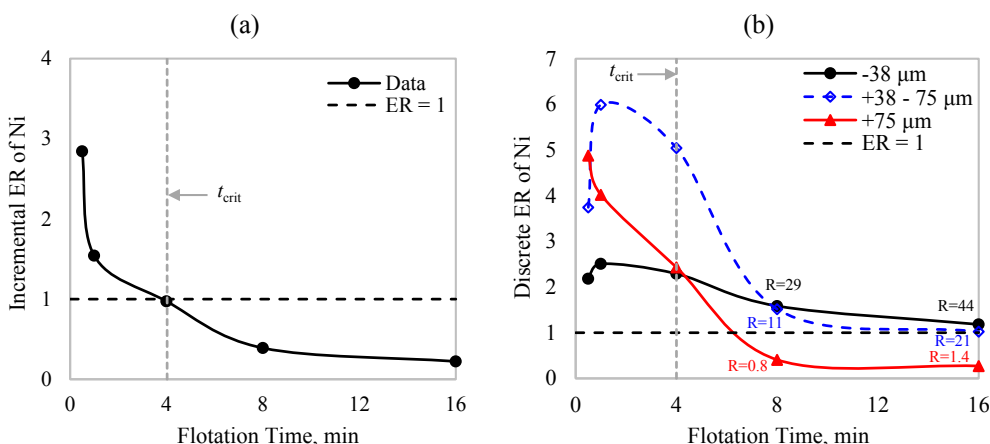 (a)
Incremental ER of Ni
4
3
2
1
0
Data
ER = 1
tcrit
0 4 8 12 16
Flotation Time, min
(b)
Discrete ER of Ni
7
6
5
4
3
2
1
0
tcrit
-38 µm
+38 - 75 µm
+75 µm
ER = 1
R=29
R=44
R=11
R=21
R=0.8
R=1.4
0 4 8 12 16
Flotation Time, min